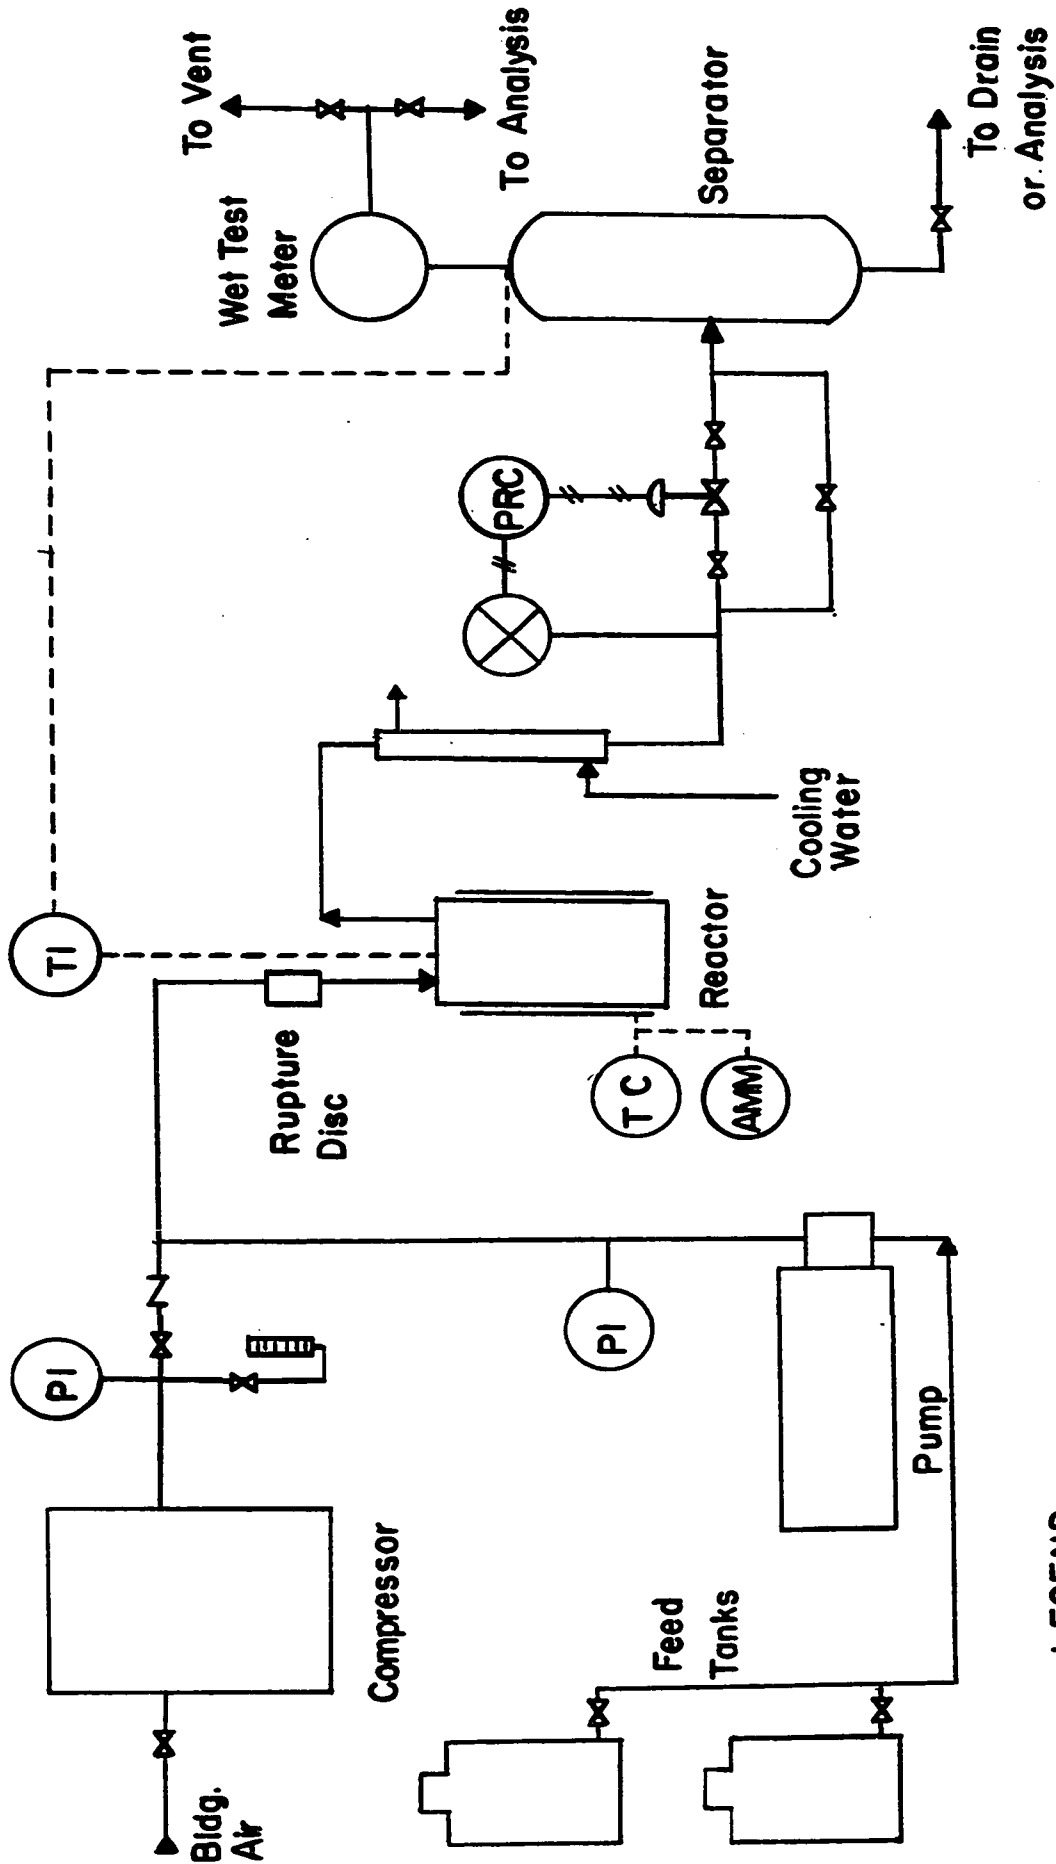 To Vent
To Analysis
Wet Test
Meter
Separator
To Drain
or. Analysis
PRC
TI
Cooling
Water
Rupture
Disc
Reactor
TC
AMM
PI
PI
Compressor
Pump
Feed
Tanks
Bldg.
Air